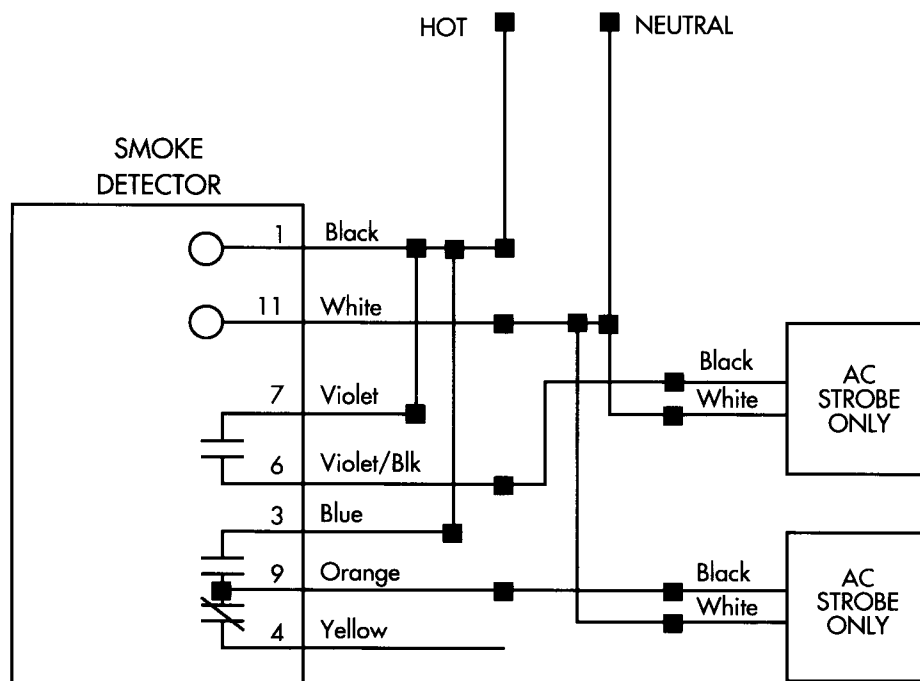 HOT
NEUTRAL
SMOKE
DETECTOR
1 Black
11 White
7 Violet
6 Violet/Blk
3 Blue
9 Orange
4 Yellow
Black
White
AC
STROBE
ONLY
Black
White
AC
STROBE
ONLY